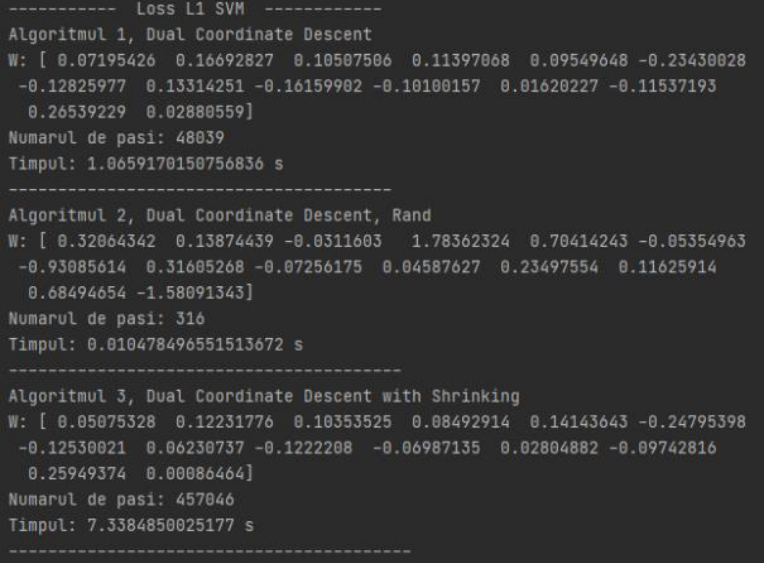 ----------- Loss L1 SVM ------------
Algoritmul 1, Dual Coordinate Descent
W: [ 0.07195426 0.16692827 0.10507506 0.11397068 0.09549648 -0.23430028
-0.12825977 0.13314251 -0.16159902 -0.10100157 0.01620227 -0.11537193
0.26539229 0.02880559]
Numarul de pasi: 48039
Timpul: 1.0659170150756836 s
---------------------------------------
Algoritmul 2, Dual Coordinate Descent, Rand
W: [ 0.32064342 0.13874439 -0.0311603 1.78362324 0.70414243 -0.05354963
-0.93085614 0.31605268 -0.07256175 0.04587627 0.23497554 0.11625914
0.68494654 -1.58091343]
Numarul de pasi: 316
Timpul: 0.010478496551513672 s
----------------------------------------
Algoritmul 3, Dual Coordinate Descent with Shrinking
W: [ 0.05075328 0.12231776 0.10353525 0.08492914 0.14143643 -0.24795398
-0.12530021 0.06230737 -0.1222208 -0.06987135 0.02804882 -0.09742816
0.25949374 0.00086464]
Numarul de pasi: 457046
Timpul: 7.3384850025177 s
-----------------------------------------